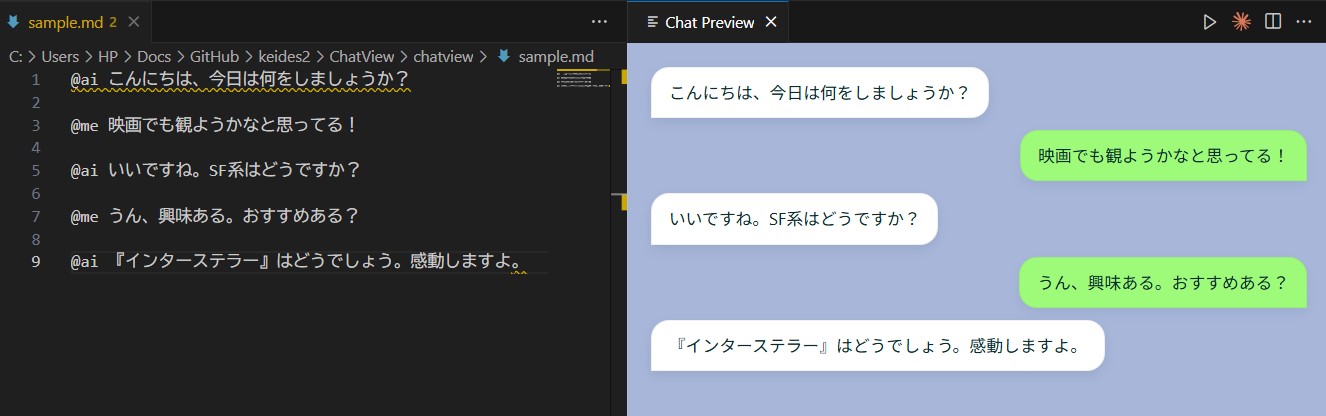 sample.md 2
C: > Users > HP > Docs > GitHub > keides2 > ChatView > chatview > sample.md
1 @ai こんにちは、今日は何をしましょうか？
2
3 @me 映画でも観ようかなと思ってる！
4
5 @ai いいですね。SF系はどうですか？
6
7 @me うん、興味ある。おすすめある？
8
9 @ai 『インターステラー』はどうでしょう。感動しますよ。
Chat Preview
こんにちは、今日は何をしましょうか？
映画でも観ようかなと思ってる！
いいですね。SF系はどうですか？
うん、興味ある。おすすめある？
『インターステラー』はどうでしょう。感動しますよ。